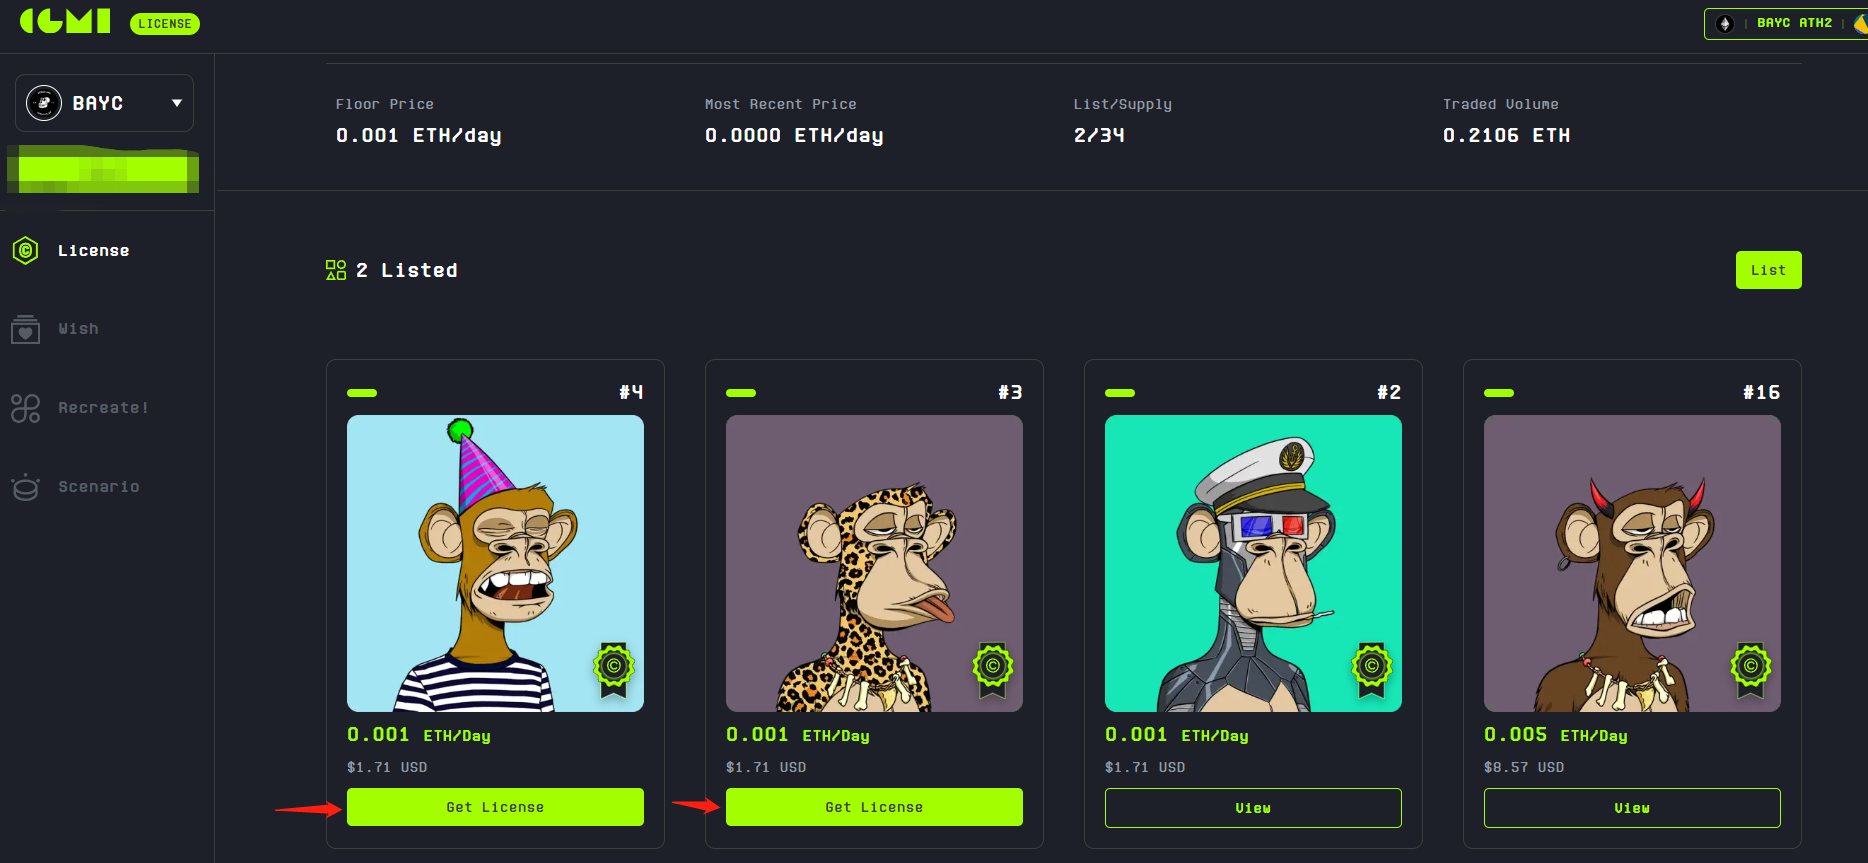 IGMI
LICENSE
BAYC ATH2
BAYC
License
Wish
Recreate!
Scenario
Floor Price
Most Recent Price
List/Supply
Traded Volume
0.001 ETH/day
0.0000 ETH/day
2/34
0.2106 ETH
2 Listed
List
#4
#3
#2
#16
©
©
©
©
0.001 ETH/Day
0.001 ETH/Day
0.001 ETH/Day
0.005 ETH/Day
$1.71 USD
$1.71 USD
$1.71 USD
$8.57 USD
Get License
Get License
View
View